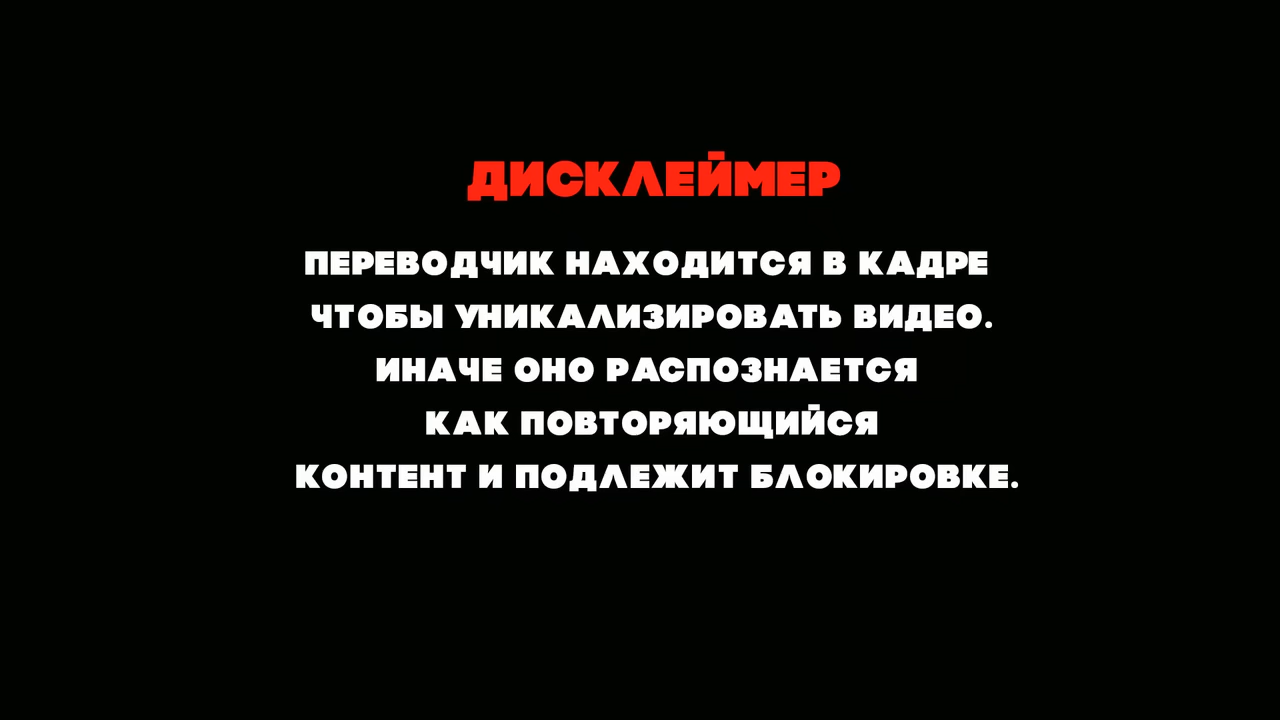 ДИСКЛЕЙМЕР
ПЕРЕВОДЧИК НАХОДИТСЯ В КАДРЕ
ЧТОБЫ УНИКАЛИЗИРОВАТЬ ВИДЕО.
ИНАЧЕ ОНО РАСПОЗНАЕТСЯ
КАК ПОВТОРЯЮЩИЙСЯ
КОНТЕНТ И ПОДЛЕЖИТ БЛОКИРОВКЕ.